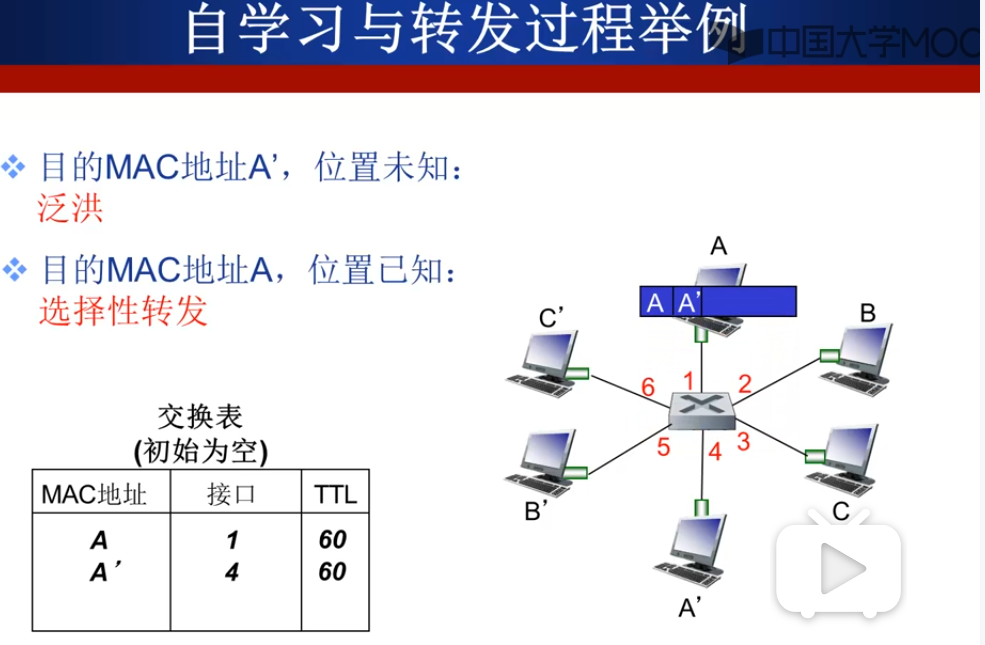 自学习与转发过程举例
中国大学MOOC
目的MAC地址A’，位置未知：
泛洪
目的MAC地址A，位置已知：
选择性转发
A
A A’
C’
B
6 1 2
5 4 3
B’
C
A’
交换表
(初始为空)
MAC地址 接口 TTL
A 1 60
A’ 4 60